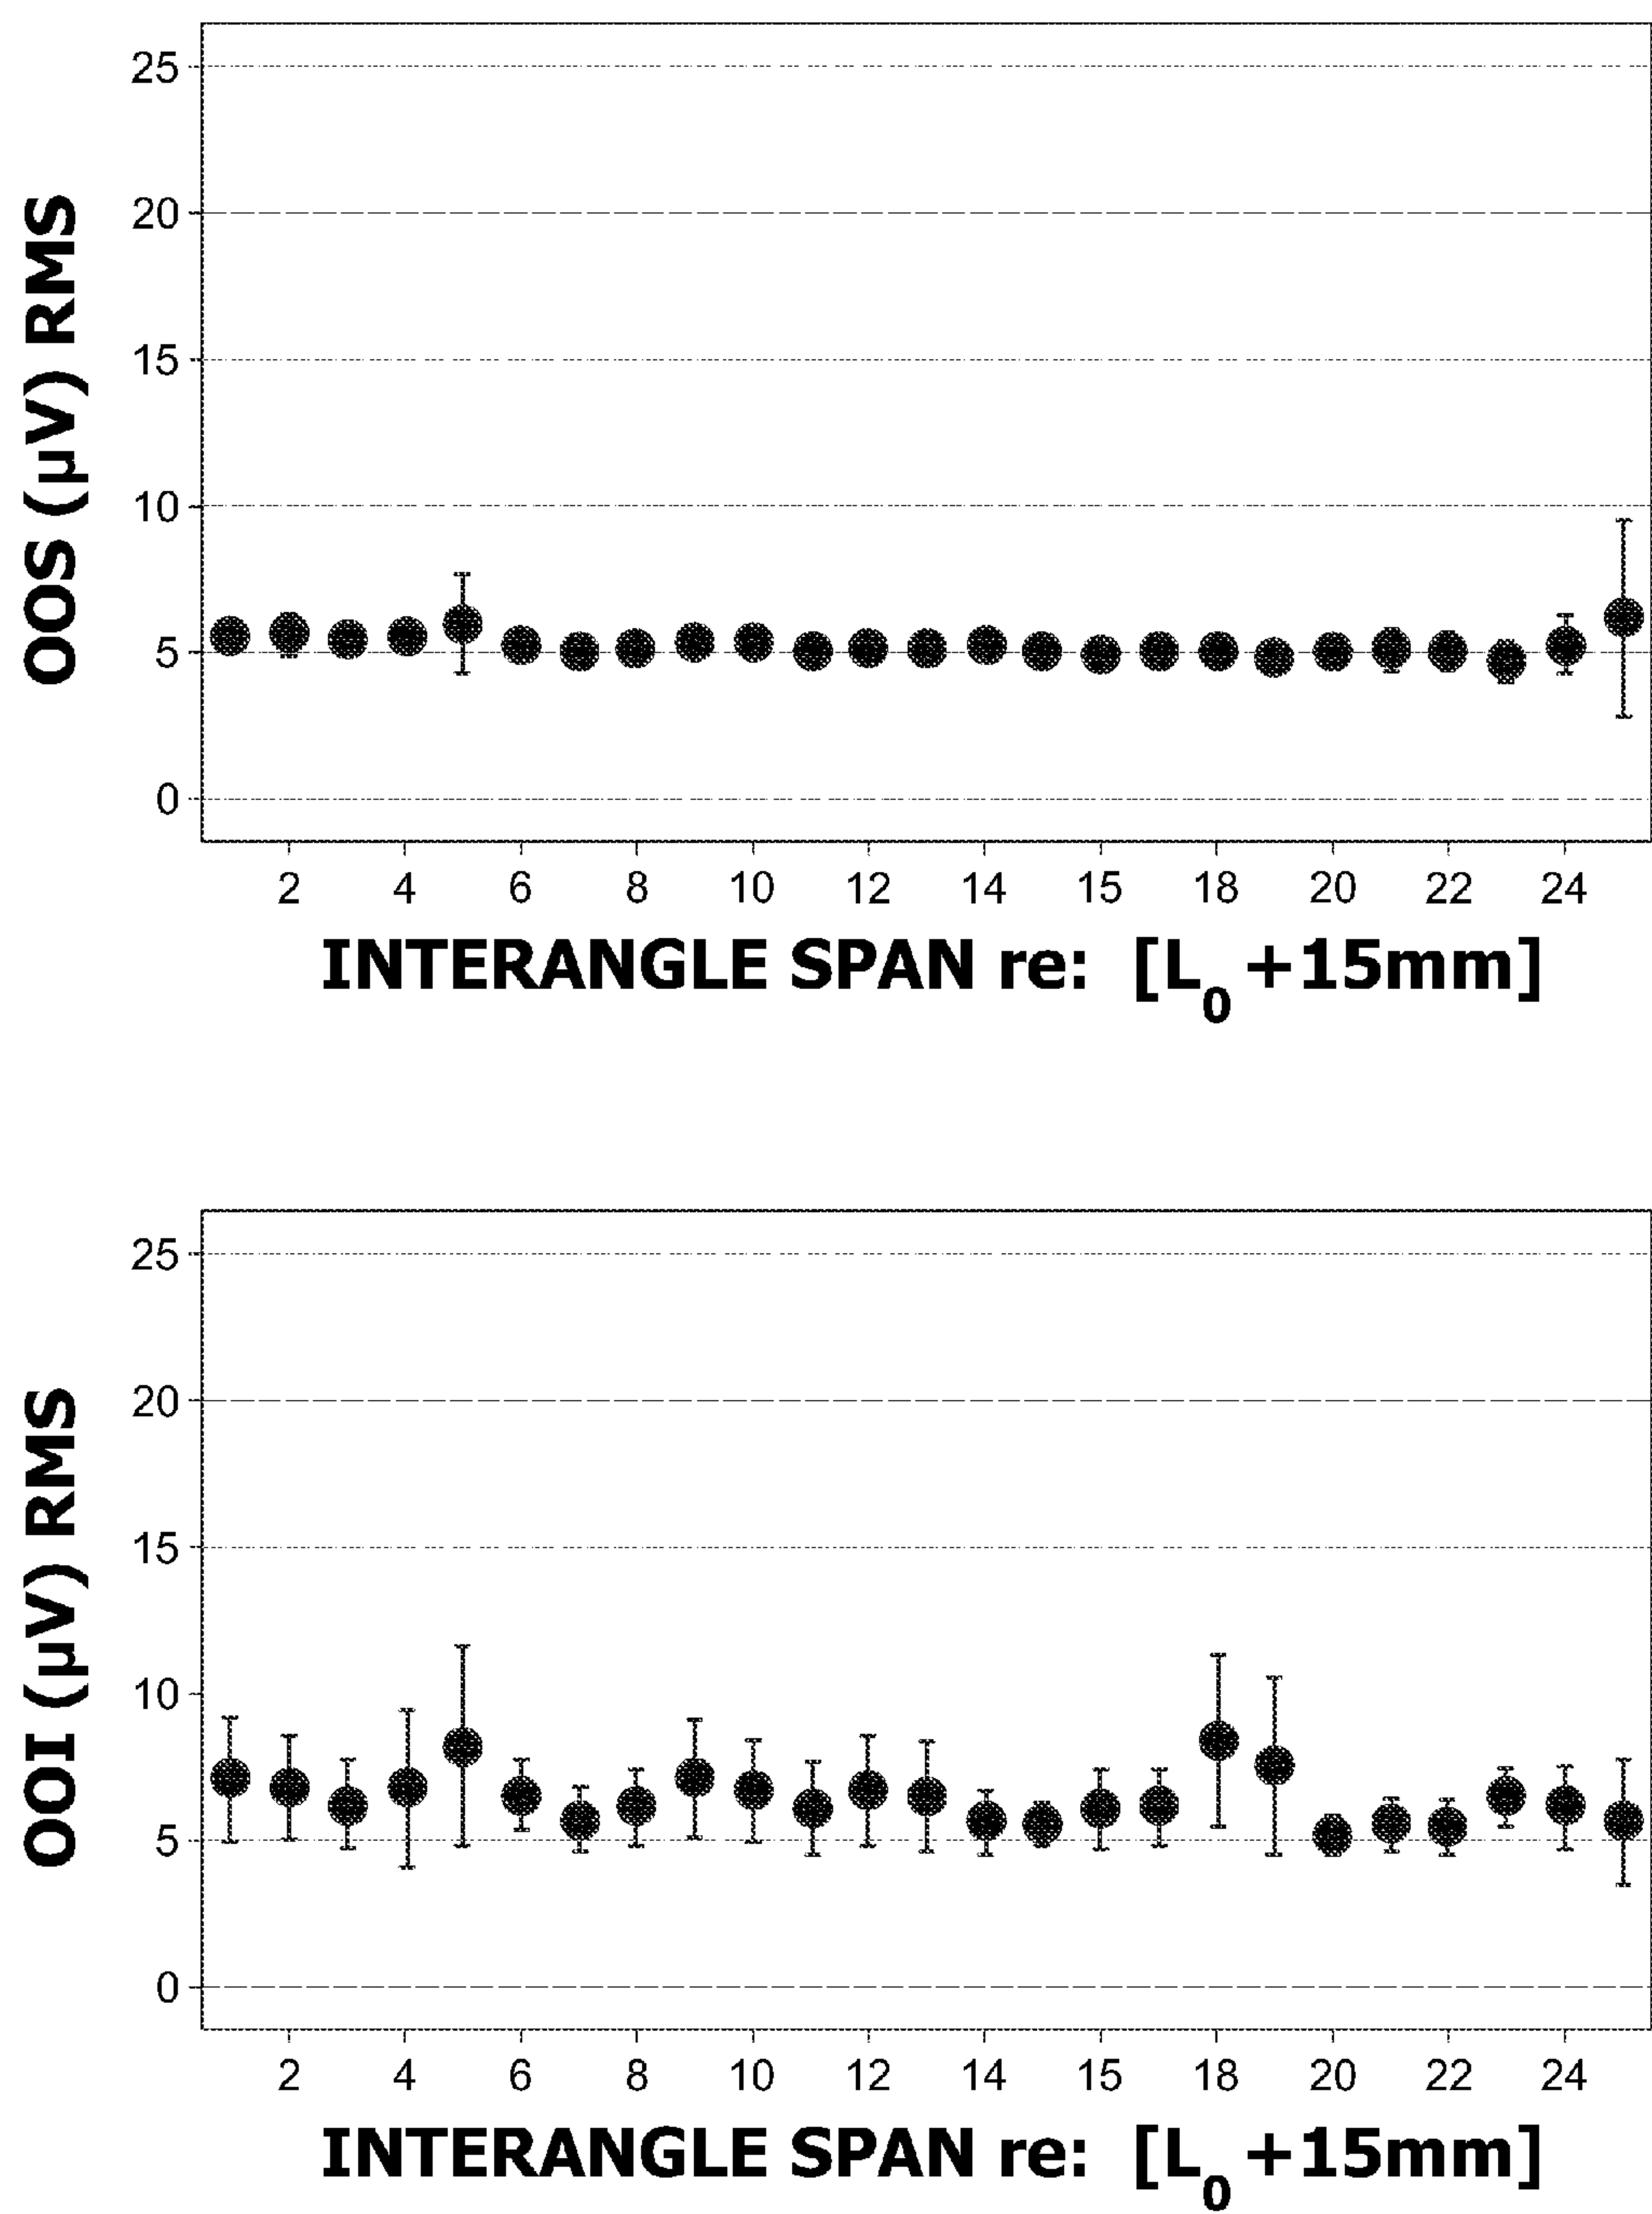 OOS (µV) RMS
25
20
15
10
5
0
2 4 6 8 10 12 14 15 18 20 22 24
INTERANGLE SPAN re: [L0 +15mm]
OOI (µV) RMS
25
20
15
10
5
0
2 4 6 8 10 12 14 15 18 20 22 24
INTERANGLE SPAN re: [L0 +15mm]